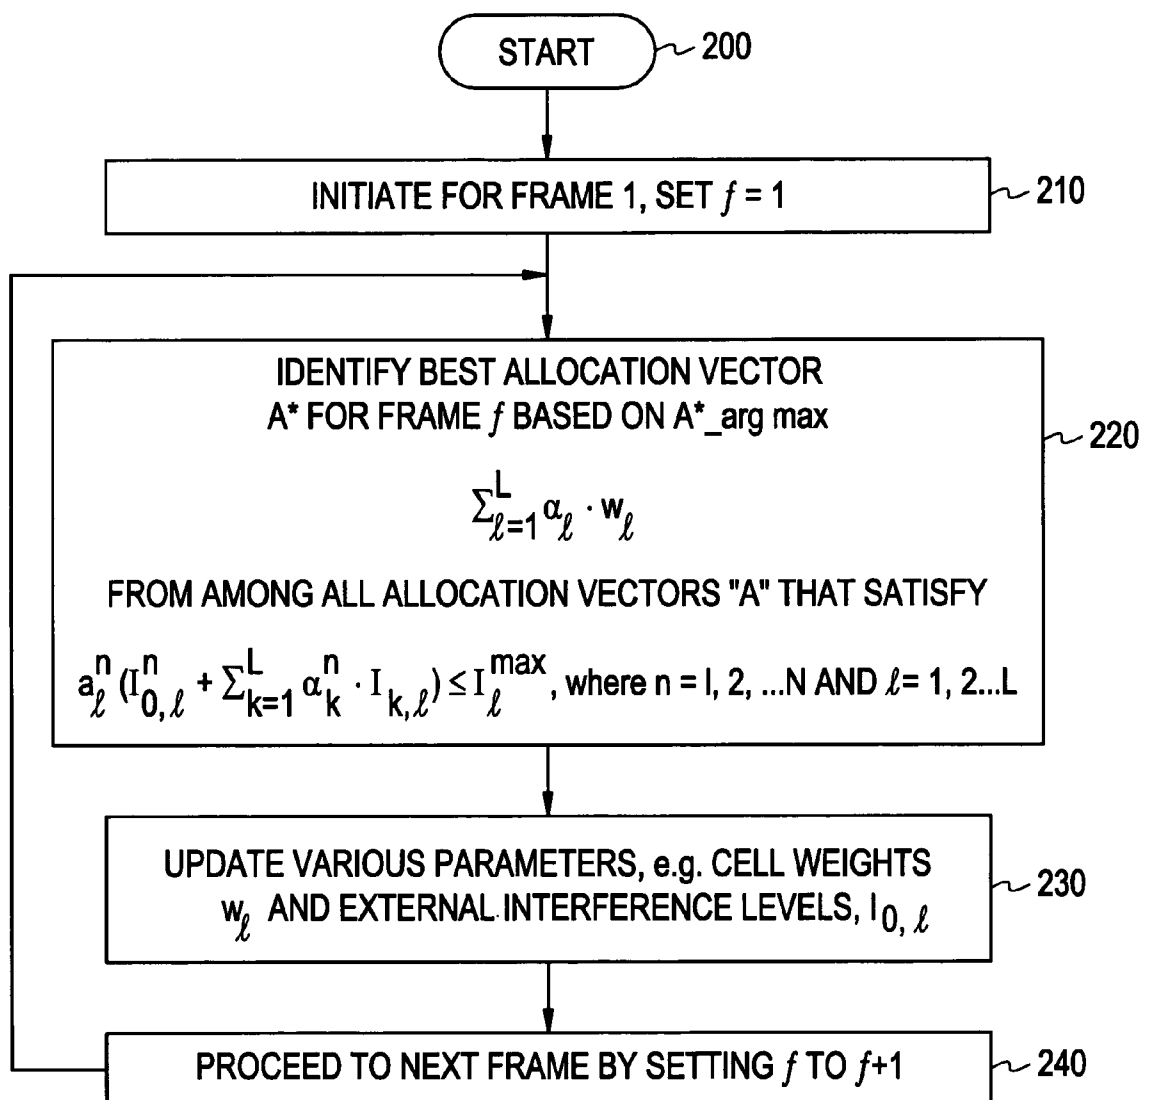 START
200
INITIATE FOR FRAME 1, SET f = 1
210
IDENTIFY BEST ALLOCATION VECTOR
A* FOR FRAME f BASED ON A*_arg max
220
Σ_{ℓ=1}^{L} α_ℓ · w_ℓ
FROM AMONG ALL ALLOCATION VECTORS "A" THAT SATISFY
a_ℓ^n (I_{0,ℓ}^n + Σ_{k=1}^{L} α_k^n · I_{k,ℓ}) ≤ I_ℓ^{max}, where n = I, 2, ...N AND ℓ= 1, 2...L
UPDATE VARIOUS PARAMETERS, e.g. CELL WEIGHTS
w_ℓ AND EXTERNAL INTERFERENCE LEVELS, I_{0, ℓ}
230
PROCEED TO NEXT FRAME BY SETTING f TO f+1
240